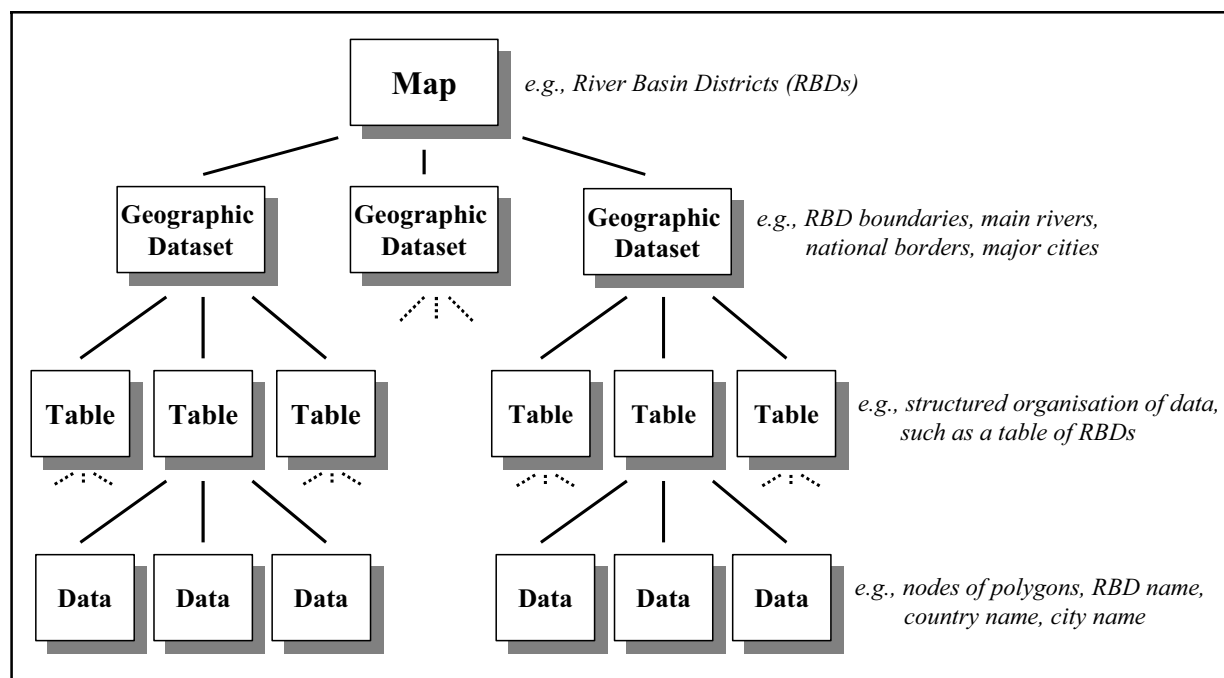 Map
e.g., River Basin Districts (RBDs)
Geographic
Dataset
Geographic
Dataset
Geographic
Dataset
e.g., RBD boundaries, main rivers,
national borders, major cities
Table
Table
Table
Table
Table
Table
e.g., structured organisation of data,
such as a table of RBDs
Data
Data
Data
Data
Data
Data
e.g., nodes of polygons, RBD name,
country name, city name